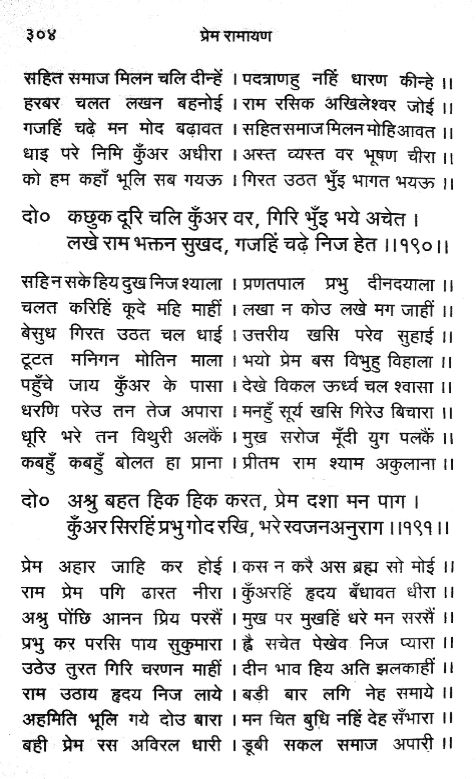 ३०४ प्रेम रामायण
सहित समाज मिलन चलि दीन्हें । पदत्राणहु नहिं धारण कीन्हे ।।
हरबर चलत लखन बहनोई । राम रसिक अखिलेश्वर जोई ।।
गजहिं चढ़े मन मोद बढ़ावत । सहित समाज मिलन मोहि आवत ।।
धाइ परे निमि कुँअर अधीरा । अस्त व्यस्त वर भूषण चीरा ।।
को हम कहाँ भूलि सब गयऊ । गिरत उठत भुँइ भागत भयऊ ।।
दो० कछुक दूरि चलि कुँअर वर, गिरि भुँइ भये अचेत ।
लखे राम भक्तन सुखद, गजहिं चढ़े निज हेत ।।१९०।।
सहि न सके हिय दुख निज श्याला । प्रणतपाल प्रभु दीनदयाला ।।
चलत करिहिं कूदे महि माहीं । लखा न कोउ लखे मग जाहीं ।।
बेसुध गिरत उठत चल धाई । उत्तरीय खसि परेव सुहाई ।।
टूटत मनिगन मोतिन माला । भयो प्रेम बस विभुहु विहाला ।।
पहुँचे जाय कुँअर के पासा । देखे विकल ऊर्ध्व चल श्वासा ।।
धरणि परेउ तन तेज अपारा । मनहुँ सूर्य खसि गिरेउ बिचारा ।।
धूरि भरे तन विथुरी अलकैं । मुख सरोज मूँदी युग पलकैं ।।
कबहुँ कबहुँ बोलत हा प्राना । प्रीतम राम श्याम अकुलाना ।।
दो० अश्रु बहत हिक हिक करत, प्रेम दशा मन पाग ।
कुँअर सिरहिं प्रभु गोद रखि, भरे स्वजन अनुराग ।।१९१।।
प्रेम अहार जाहि कर होई । कस न करै अस ब्रह्म सो मोई ।।
राम प्रेम पगि ढारत नीरा । कुँअरहिं हृदय बँधावत धीरा ।।
अश्रु पोंछि आनन प्रिय परसैं । मुख पर मुखहिं धरे मन सरसैं ।।
प्रभु कर परसि पाय सुकुमारा । ह्वै सचेत पेखेव निज प्यारा ।।
उठेउ तुरत गिरि चरणन माहीं । दीन भाव हिय अति झलकाहीं ।।
राम उठाय हृदय निज लाये । बड़ी बार लगि नेह समाये ।।
अहमिति भूलि गये दोउ बारा । मन चित बुधि नहिं देह सँभारा ।।
बही प्रेम रस अविरल धारी । डूबी सकल समाज अपारी ।।